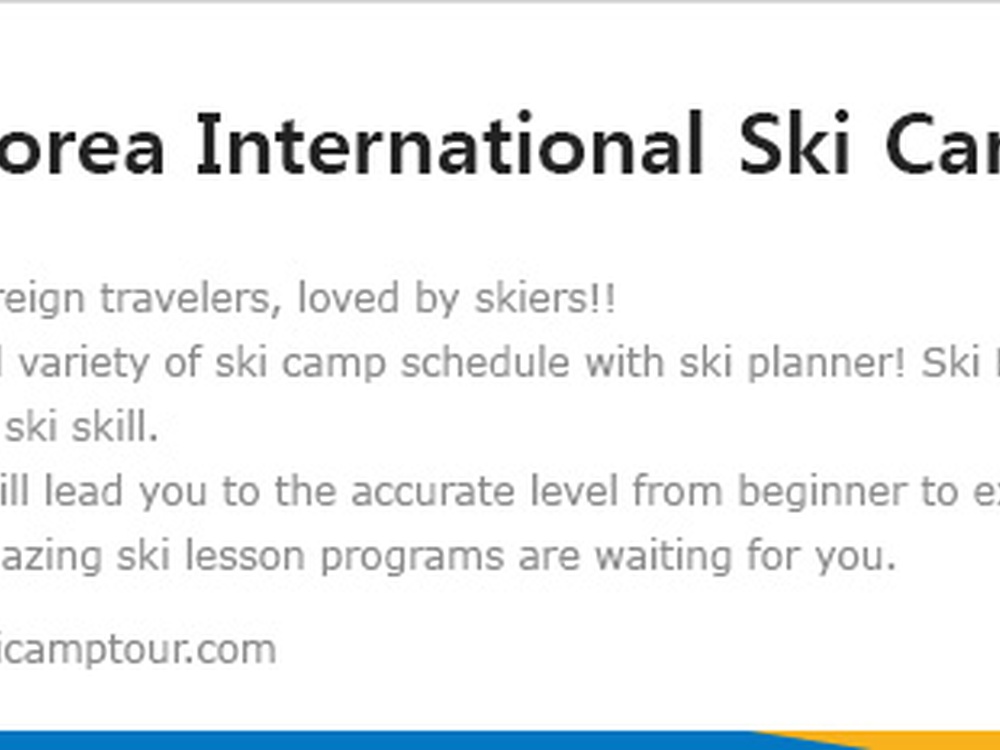 orea International Ski Car
reign travelers, loved by skiers!!
l variety of ski camp schedule with ski planner! Ski
ski skill.
ill lead you to the accurate level from beginner to ex
azing ski lesson programs are waiting for you.
icamptour.com